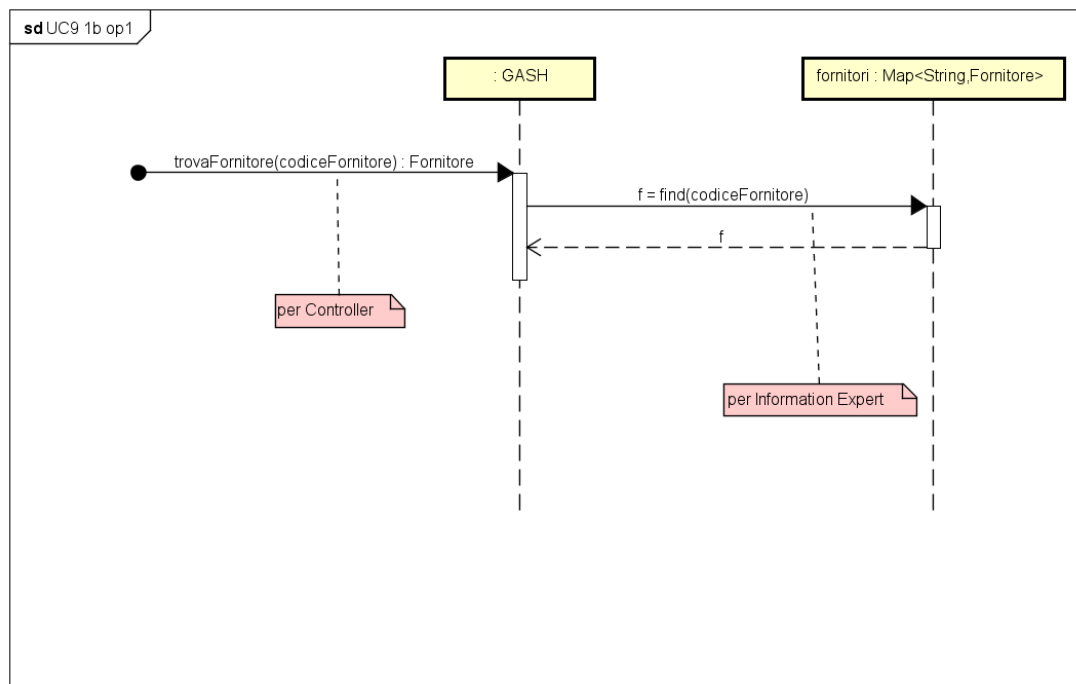 sd UC9 1b op1
: GASH
fornitori : Map<String,Fornitore>
trovaFornitore(codiceFornitore) : Fornitore
f = find(codiceFornitore)
f
per Controller
per Information Expert